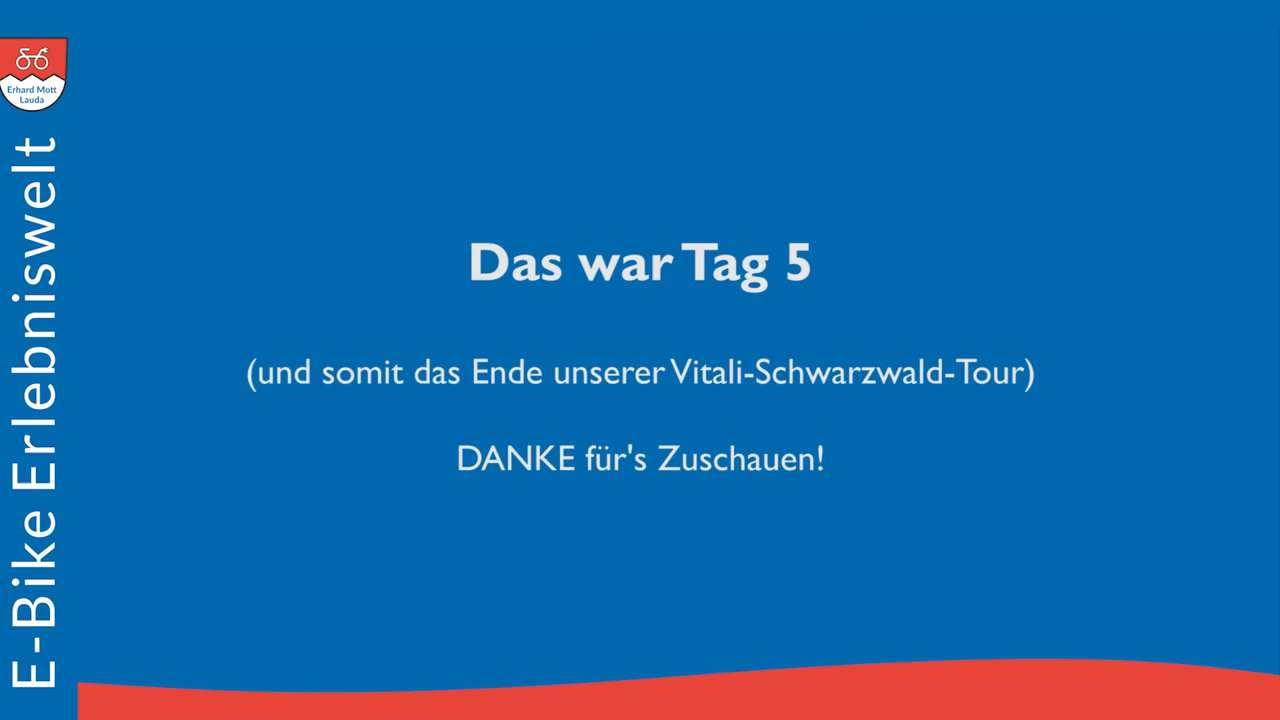 Erhard Mott
Lauda
E-Bike Erlebniswelt
Das war Tag 5
(und somit das Ende unserer Vitali-Schwarzwald-Tour)
DANKE für's Zuschauen!